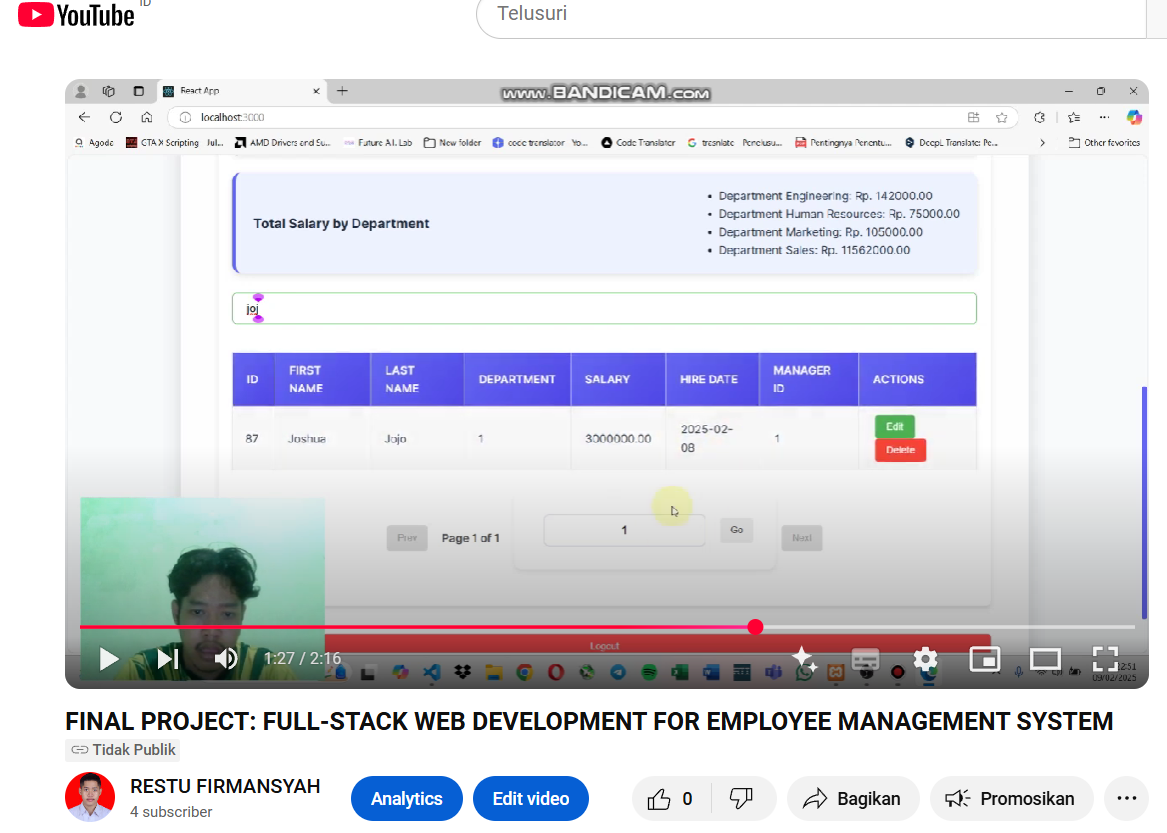 YouTube ID
Telusuri
React App
www.BANDICAM.com
localhost:3000
Agoda
GTA X Scripting Jul...
AMD Drivers and Su...
Future A.I. Lab
New folder
code translator Yo...
Code Translator
Pentingnya Penentu...
DeepL Translate: Pe...
Other favorites
Total Salary by Department
Department Engineering: Rp. 142000.00
Department Human Resources: Rp. 75000.00
Department Marketing: Rp. 105000.00
Department Sales: Rp. 11562000.00
joj
ID
FIRST NAME
LAST NAME
DEPARTMENT
SALARY
HIRE DATE
MANAGER ID
ACTIONS
87
Joshua
Jojo
1
3000000.00
2025-02-08
1
Edit
Delete
Prev
Page 1 of 1
1
Go
Next
Logout
1:27 / 2:16
12:51
09/02/2025
FINAL PROJECT: FULL-STACK WEB DEVELOPMENT FOR EMPLOYEE MANAGEMENT SYSTEM
Tidak Publik
RESTU FIRMANSYAH
4 subscriber
Analytics
Edit video
0
Bagikan
Promosikan